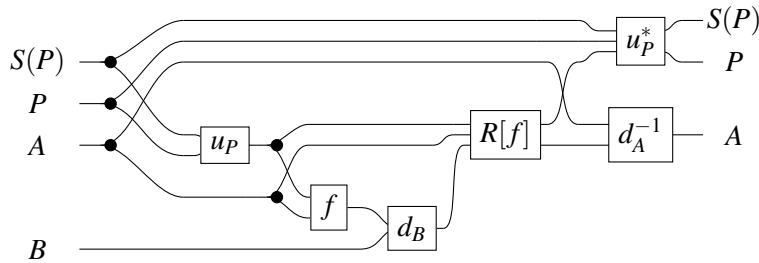 S(P)
S(P)
u_P^*
P
P
A
u_P
R[f]
d_A^{-1}
A
f
d_B
B